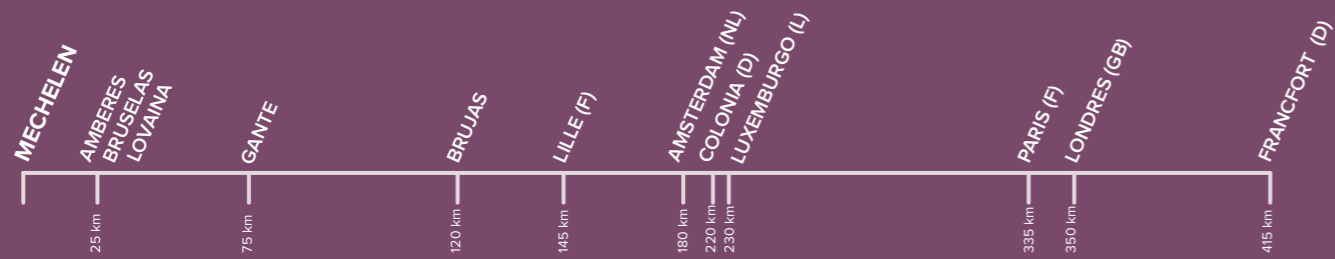 MECHELEN
AMBERES
BRUSELAS
LOVAINA
GANTE
BRUJAS
LILLE (F)
AMSTERDAM (NL)
COLONIA (D)
LUXEMBURGO (L)
PARIS (F)
LONDRES (GB)
FRANCFORT (D)
25 km
75 km
120 km
145 km
180 km
220 km
230 km
335 km
350 km
415 km